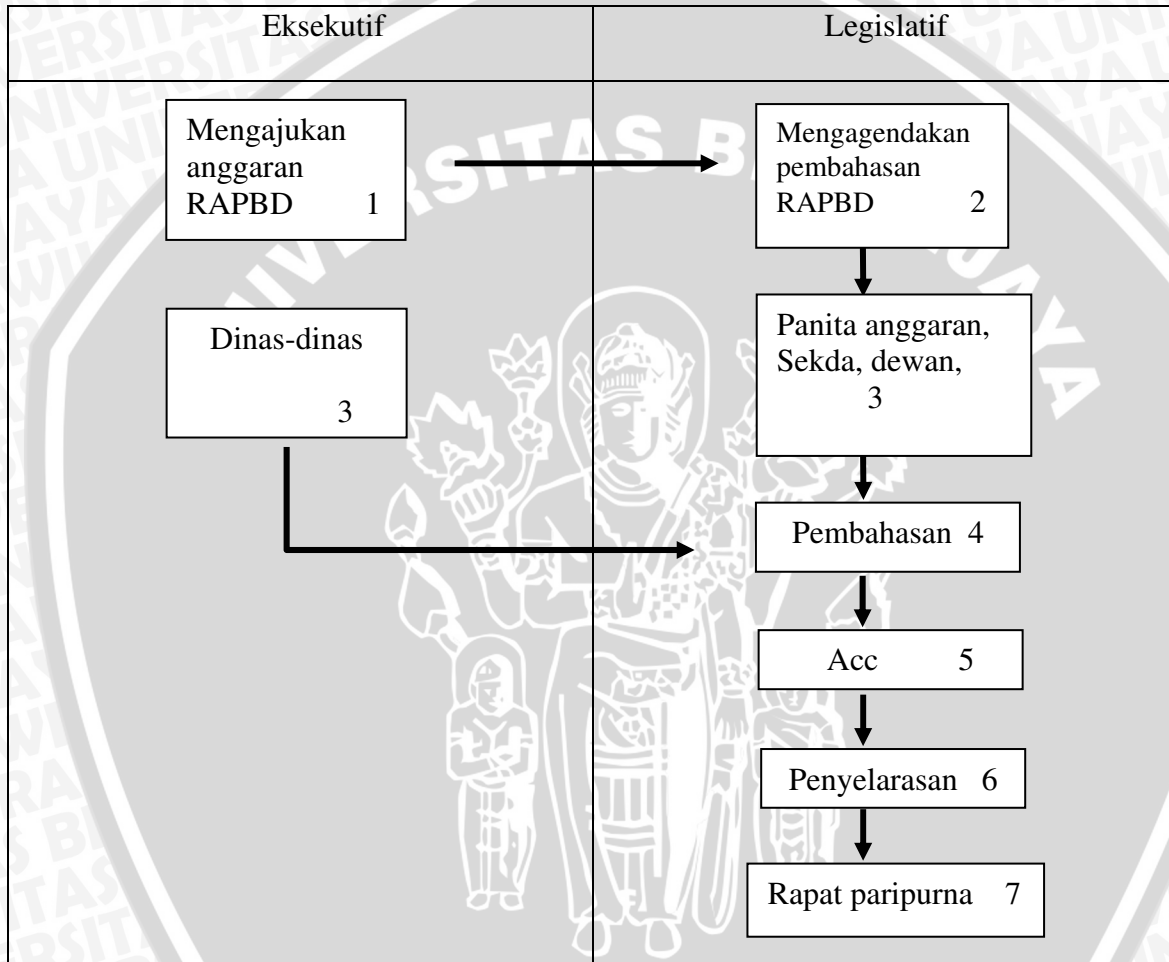 Eksekutif
Legislatif
Mengajukan
anggaran
RAPBD 1
Mengagendakan
pembahasan
RAPBD 2
Dinas-dinas
3
Panita anggaran,
Sekda, dewan,
3
Pembahasan 4
Acc 5
Penyelarasan 6
Rapat paripurna 7